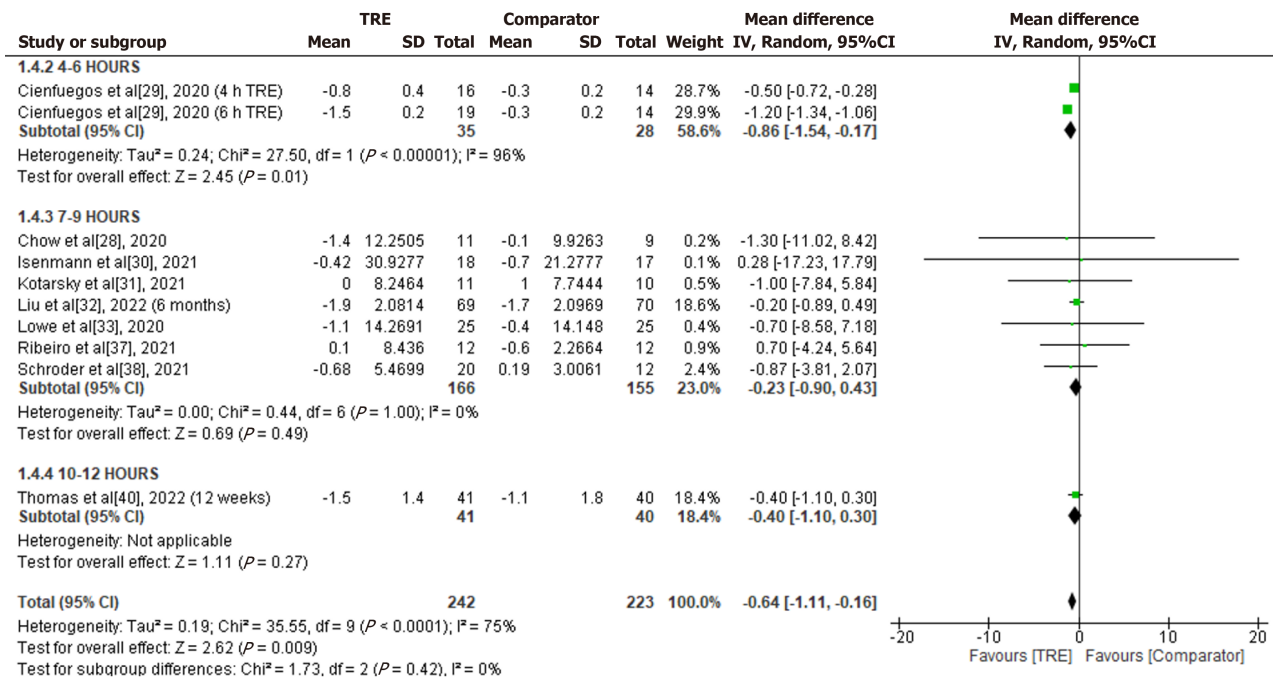 TRE Comparator Mean difference Mean difference
Study or subgroup Mean SD Total Mean SD Total Weight IV, Random, 95%CI IV, Random, 95%CI
1.4.2 4-6 HOURS
Cienfuegos et al[29], 2020 (4 h TRE) -0.8 0.4 16 -0.3 0.2 14 28.7% -0.50 [-0.72, -0.28]
Cienfuegos et al[29], 2020 (6 h TRE) -1.5 0.2 19 -0.3 0.2 14 29.9% -1.20 [-1.34, -1.06]
Subtotal (95% CI) 35 28 58.6% -0.86 [-1.54, -0.17]
Heterogeneity: Tau² = 0.24; Chi² = 27.50, df = 1 (P < 0.00001); I² = 96%
Test for overall effect: Z = 2.45 (P = 0.01)
1.4.3 7-9 HOURS
Chow et al[28], 2020 -1.4 12.2505 11 -0.1 9.9263 9 0.2% -1.30 [-11.02, 8.42]
Isenmann et al[30], 2021 -0.42 30.9277 18 -0.7 21.2777 17 0.1% 0.28 [-17.23, 17.79]
Kotarsky et al[31], 2021 0 8.2464 11 1 7.7444 10 0.5% -1.00 [-7.84, 5.84]
Liu et al[32], 2022 (6 months) -1.9 2.0814 69 -1.7 2.0969 70 18.6% -0.20 [-0.89, 0.49]
Lowe et al[33], 2020 -1.1 14.2691 25 -0.4 14.148 25 0.4% -0.70 [-8.58, 7.18]
Ribeiro et al[37], 2021 0.1 8.436 12 -0.6 2.2664 12 0.9% 0.70 [-4.24, 5.64]
Schroder et al[38], 2021 -0.68 5.4699 20 0.19 3.0061 12 2.4% -0.87 [-3.81, 2.07]
Subtotal (95% CI) 166 155 23.0% -0.23 [-0.90, 0.43]
Heterogeneity: Tau² = 0.00; Chi² = 0.44, df = 6 (P = 1.00); I² = 0%
Test for overall effect: Z = 0.69 (P = 0.49)
1.4.4 10-12 HOURS
Thomas et al[40], 2022 (12 weeks) -1.5 1.4 41 -1.1 1.8 40 18.4% -0.40 [-1.10, 0.30]
Subtotal (95% CI) 41 40 18.4% -0.40 [-1.10, 0.30]
Heterogeneity: Not applicable
Test for overall effect: Z = 1.11 (P = 0.27)
Total (95% CI) 242 223 100.0% -0.64 [-1.11, -0.16]
Heterogeneity: Tau² = 0.19; Chi² = 35.55, df = 9 (P < 0.0001); I² = 75%
Test for overall effect: Z = 2.62 (P = 0.009)
Test for subgroup differences: Chi² = 1.73, df = 2 (P = 0.42), I² = 0%
-20 -10 0 10 20
Favours [TRE] Favours [Comparator]